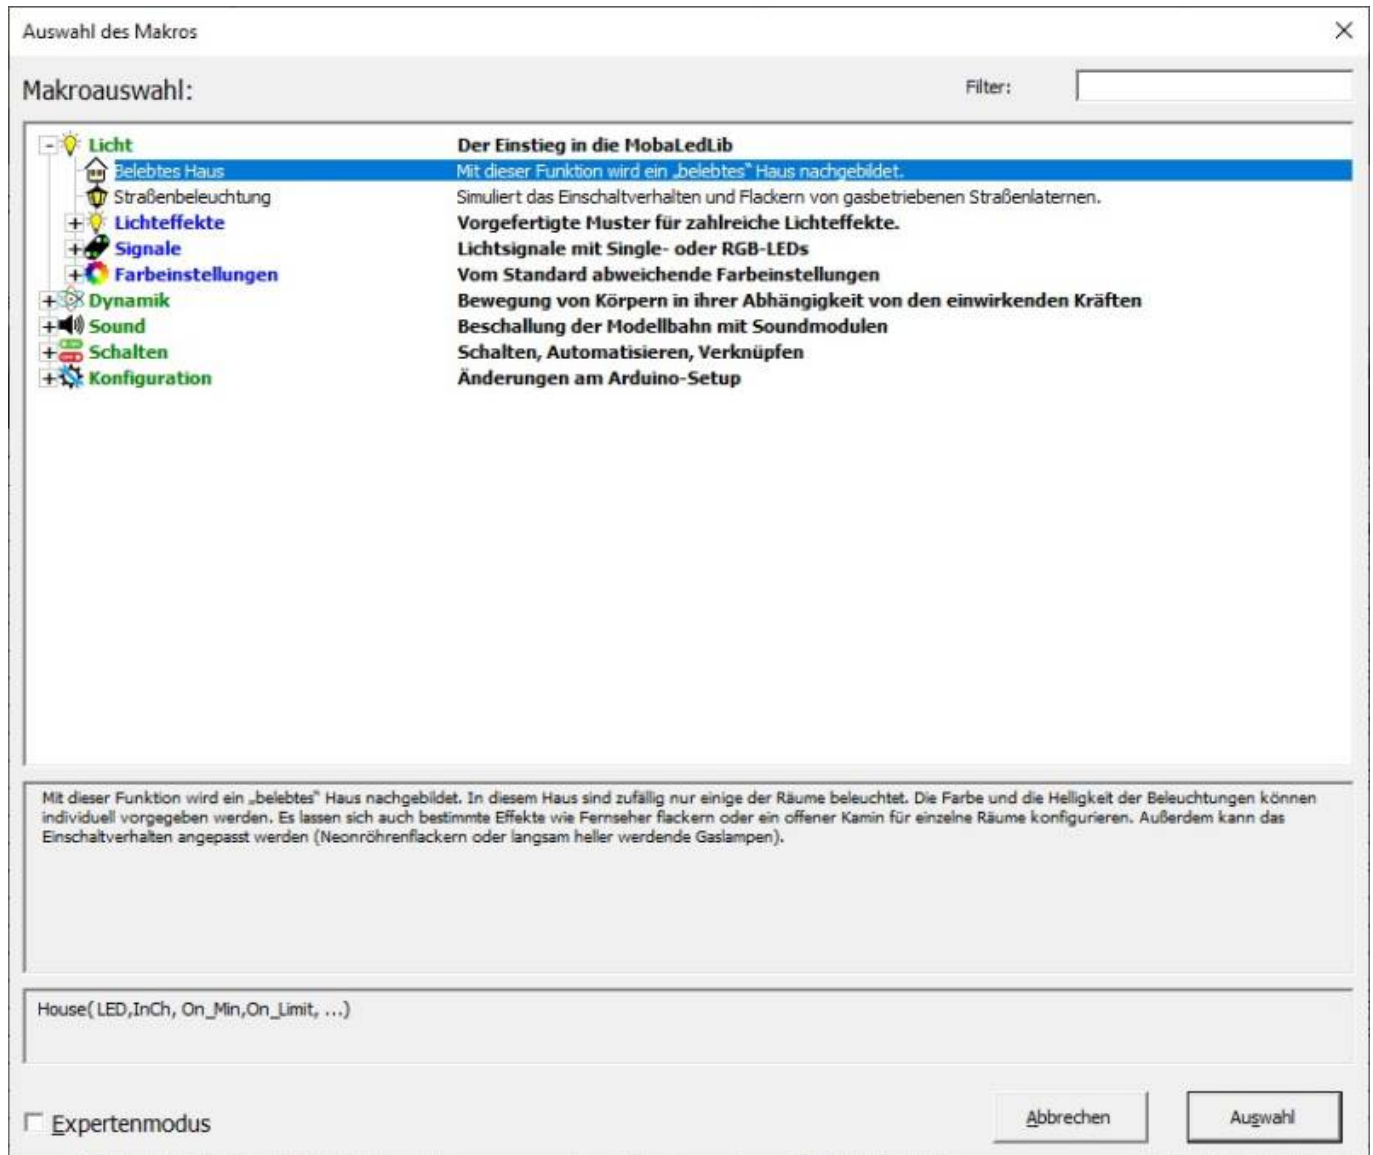 Auswahl des Makros
Makroauswahl: Filter:
Licht Der Einstieg in die MobaLedLib
Belebtes Haus Mit dieser Funktion wird ein „belebtes“ Haus nachgebildet.
Straßenbeleuchtung Simuliert das Einschaltverhalten und Flackern von gasbetriebenen Straßenlaternen.
Lichteffekte Vorgefertigte Muster für zahlreiche Lichteffekte.
Signale Lichtsignale mit Single- oder RGB-LEDs
Farbeinstellungen Vom Standard abweichende Farbeinstellungen
Dynamik Bewegung von Körpern in ihrer Abhängigkeit von den einwirkenden Kräften
Sound Beschallung der Modellbahn mit Soundmodulen
Schalten Schalten, Automatisieren, Verknüpfen
Konfiguration Änderungen am Arduino-Setup
Mit dieser Funktion wird ein „belebtes“ Haus nachgebildet. In diesem Haus sind zufällig nur einige der Räume beleuchtet. Die Farbe und die Helligkeit der Beleuchtungen können
individuell vorgegeben werden. Es lassen sich auch bestimmte Effekte wie Fernseher flackern oder ein offener Kamin für einzelne Räume konfigurieren. Außerdem kann das
Einschaltverhalten angepasst werden (Neonröhrenflackern oder langsam heller werdende Gaslampen).
House( LED,InCh, On_Min,On_Limit, ...)
Expertenmodus Abbrechen Auswahl